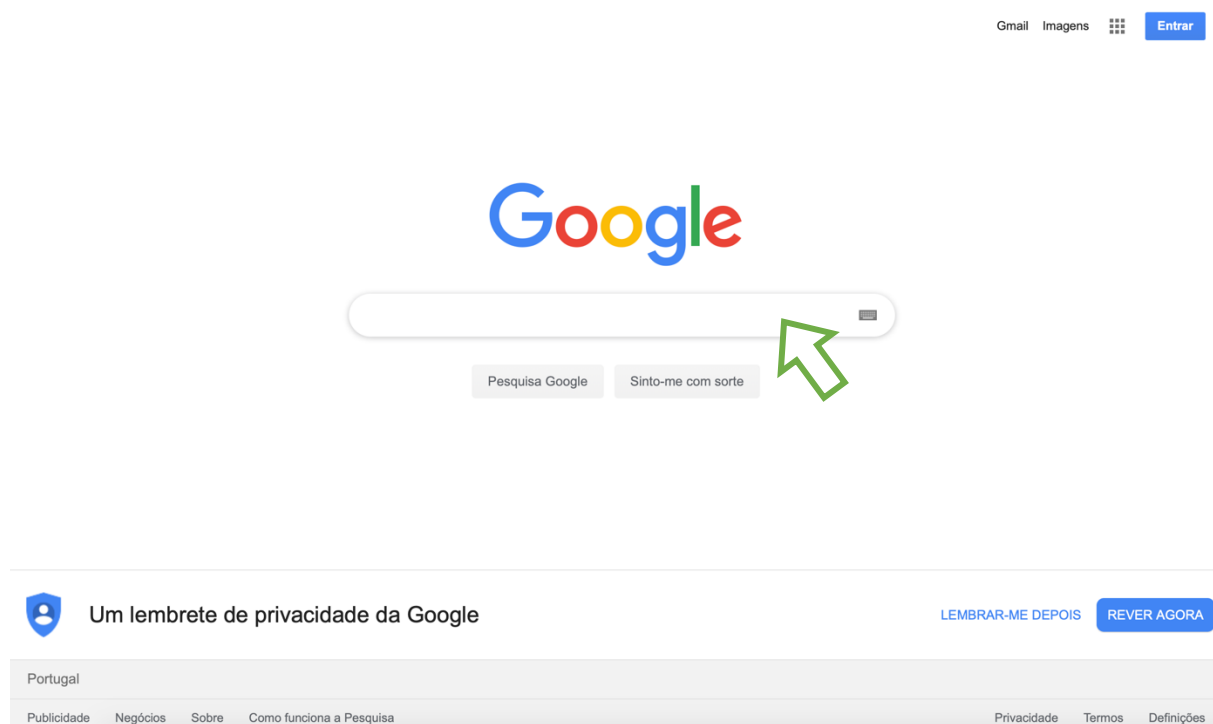 Gmail Imagens Entrar
Google
Pesquisa Google Sinto-me com sorte
Um lembrete de privacidade da Google LEMBRAR-ME DEPOIS REVER AGORA
Portugal
Publicidade Negócios Sobre Como funciona a Pesquisa Privacidade Termos Definições